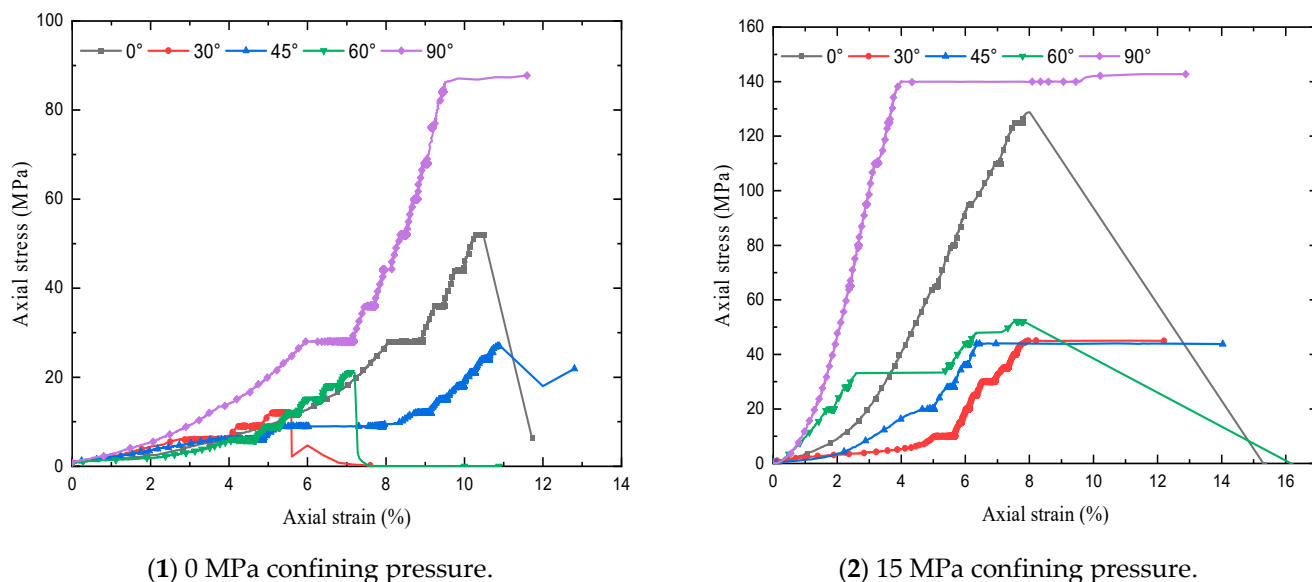 100
80
60
40
20
0
0 2 4 6 8 10 12 14
Axial stress (MPa)
Axial strain (%)
0° 30° 45° 60° 90°
(1) 0 MPa confining pressure.
160
140
120
100
80
60
40
20
0
0 2 4 6 8 10 12 14 16
Axial stress (MPa)
Axial strain (%)
0° 30° 45° 60° 90°
(2) 15 MPa confining pressure.